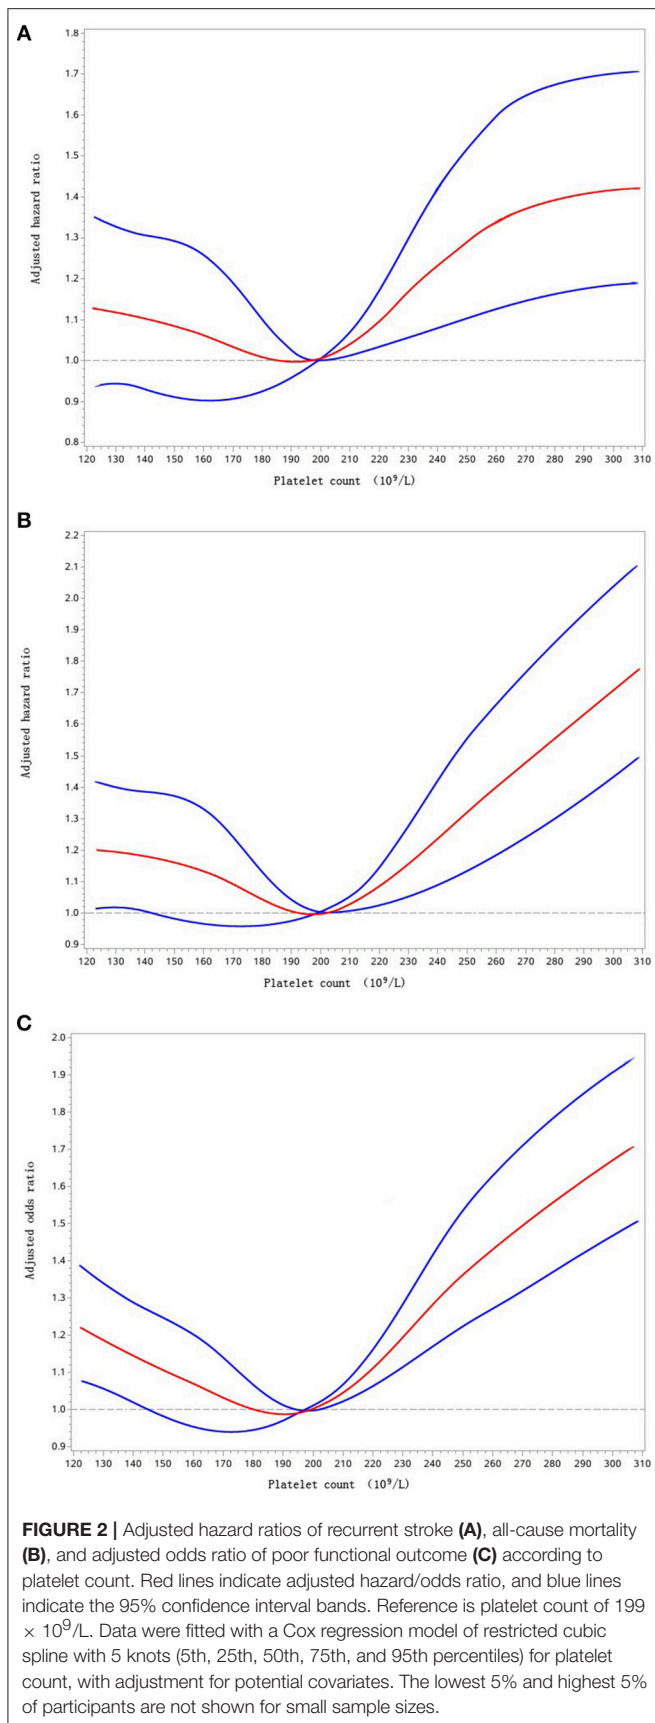 A
1.8
1.7
1.6
1.5
1.4
1.3
1.2
1.1
1.0
0.9
0.8
Adjusted hazard ratio
120 130 140 150 160 170 180 190 200 210 220 230 240 250 260 270 280 290 300 310
Platelet count （10⁹/L)
B
2.2
2.1
2.0
1.9
1.8
1.7
1.6
1.5
1.4
1.3
1.2
1.1
1.0
0.9
Adjusted hazard ratio
120 130 140 150 160 170 180 190 200 210 220 230 240 250 260 270 280 290 300 310
Platelet count （10⁹/L)
C
2.0
1.9
1.8
1.7
1.6
1.5
1.4
1.3
1.2
1.1
1.0
0.9
Adjusted odds ratio
120 130 140 150 160 170 180 190 200 210 220 230 240 250 260 270 280 290 300 310
Platelet count （10⁹/L)
FIGURE 2 | Adjusted hazard ratios of recurrent stroke (A), all-cause mortality
(B), and adjusted odds ratio of poor functional outcome (C) according to
platelet count. Red lines indicate adjusted hazard/odds ratio, and blue lines
indicate the 95% confidence interval bands. Reference is platelet count of 199
× 10⁹/L. Data were fitted with a Cox regression model of restricted cubic
spline with 5 knots (5th, 25th, 50th, 75th, and 95th percentiles) for platelet
count, with adjustment for potential covariates. The lowest 5% and highest 5%
of participants are not shown for small sample sizes.